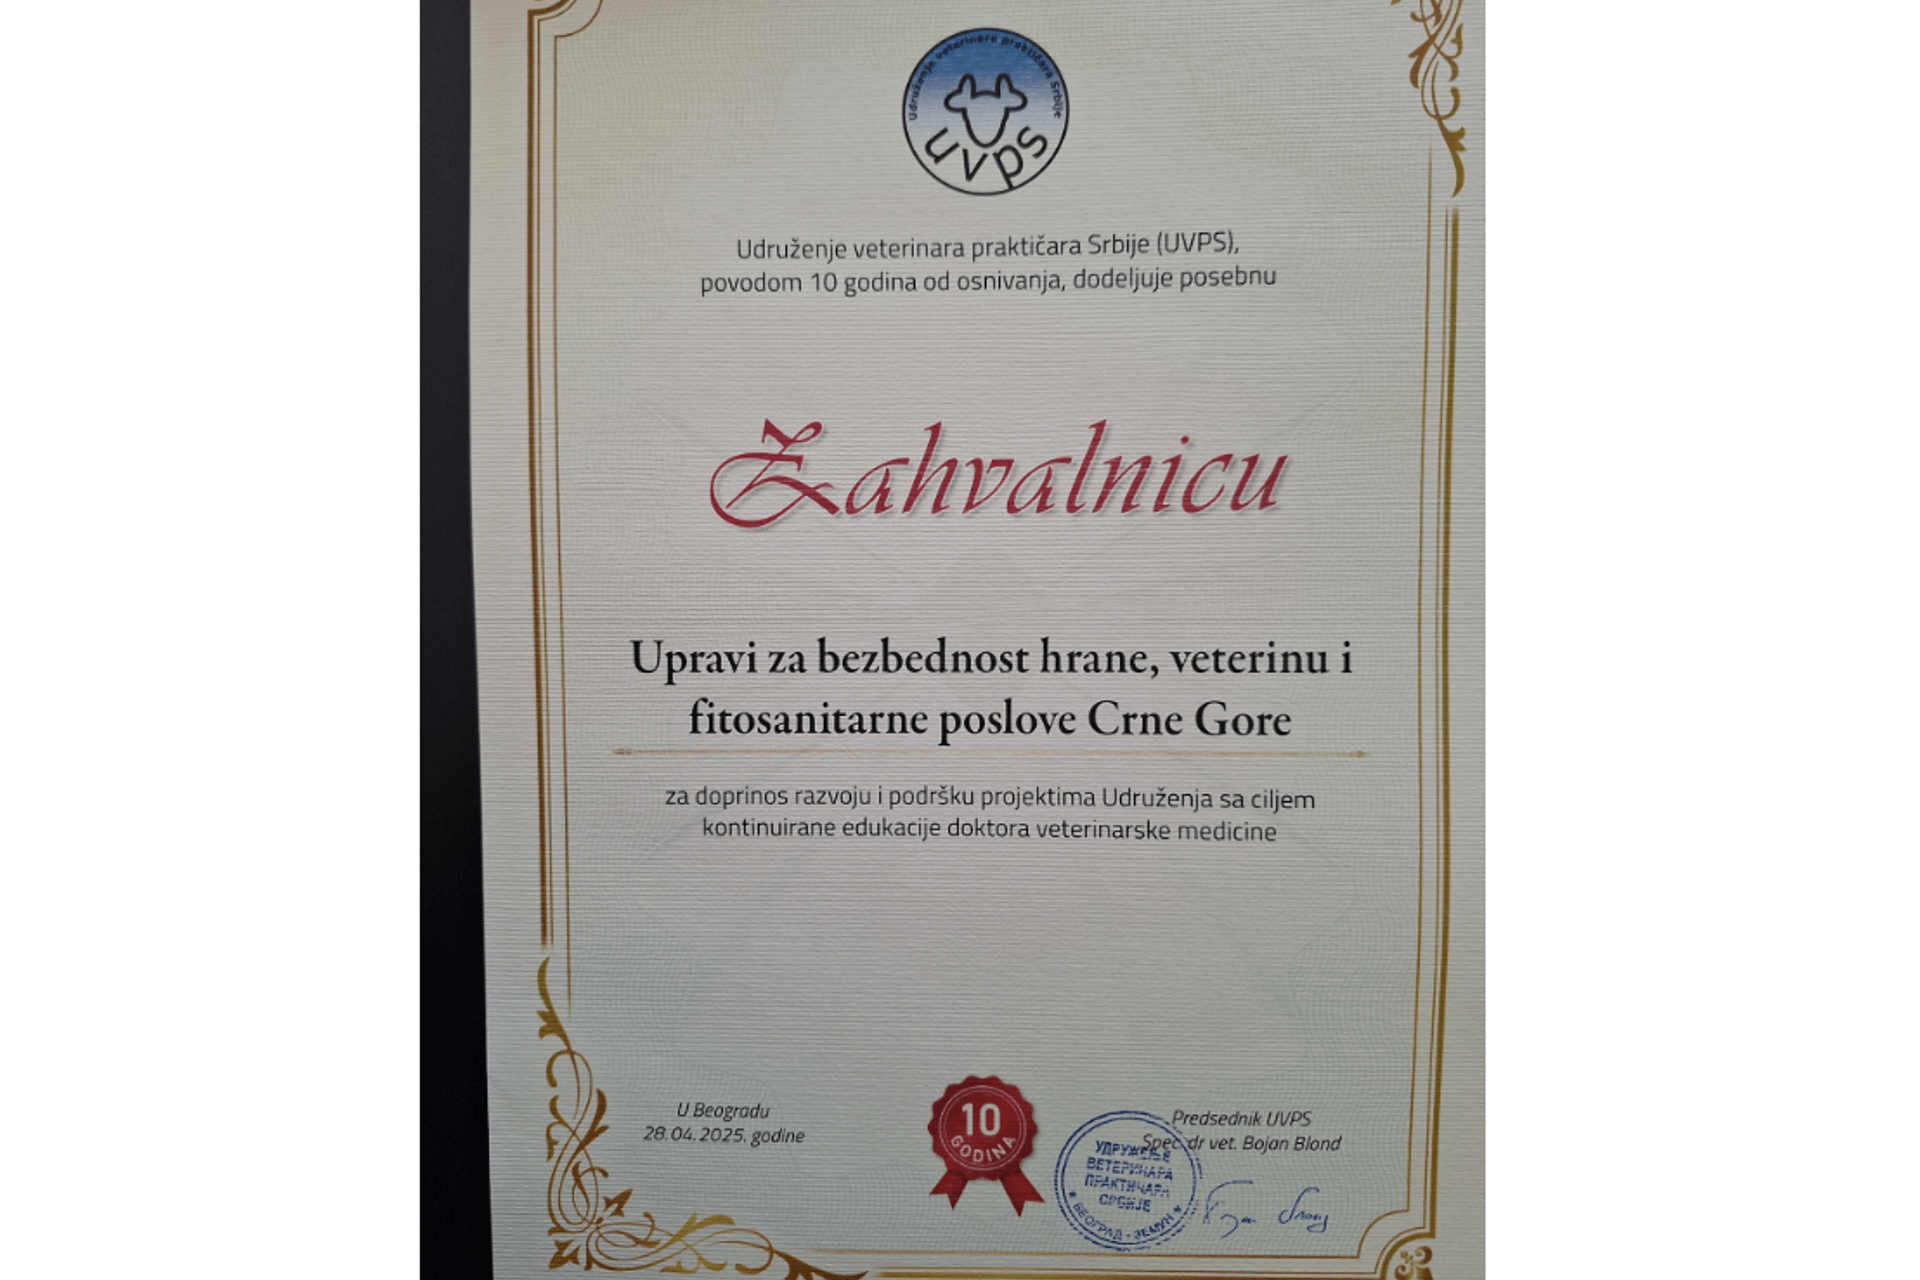 Udruženje veterinara praktičara Srbije
uvps
Udruženje veterinara praktičara Srbije (UVPS),
povodom 10 godina od osnivanja, dodeljuje posebnu
Zahvalnicu
Upravi za bezbednost hrane, veterinu i
fitosanitarne poslove Crne Gore
za doprinos razvoju i podršku projektima Udruženja sa ciljem
kontinuirane edukacije doktora veterinarske medicine
U Beogradu
28.04.2025. godine
10
GODINA
Predsednik UVPS
Spec. dr vet. Bojan Blond
УДРУЖЕЊЕ
ВЕТЕРИНАРА
ПРАКТИЧАРА
СРБИЈЕ
БЕОГРАД - ЗЕМУН